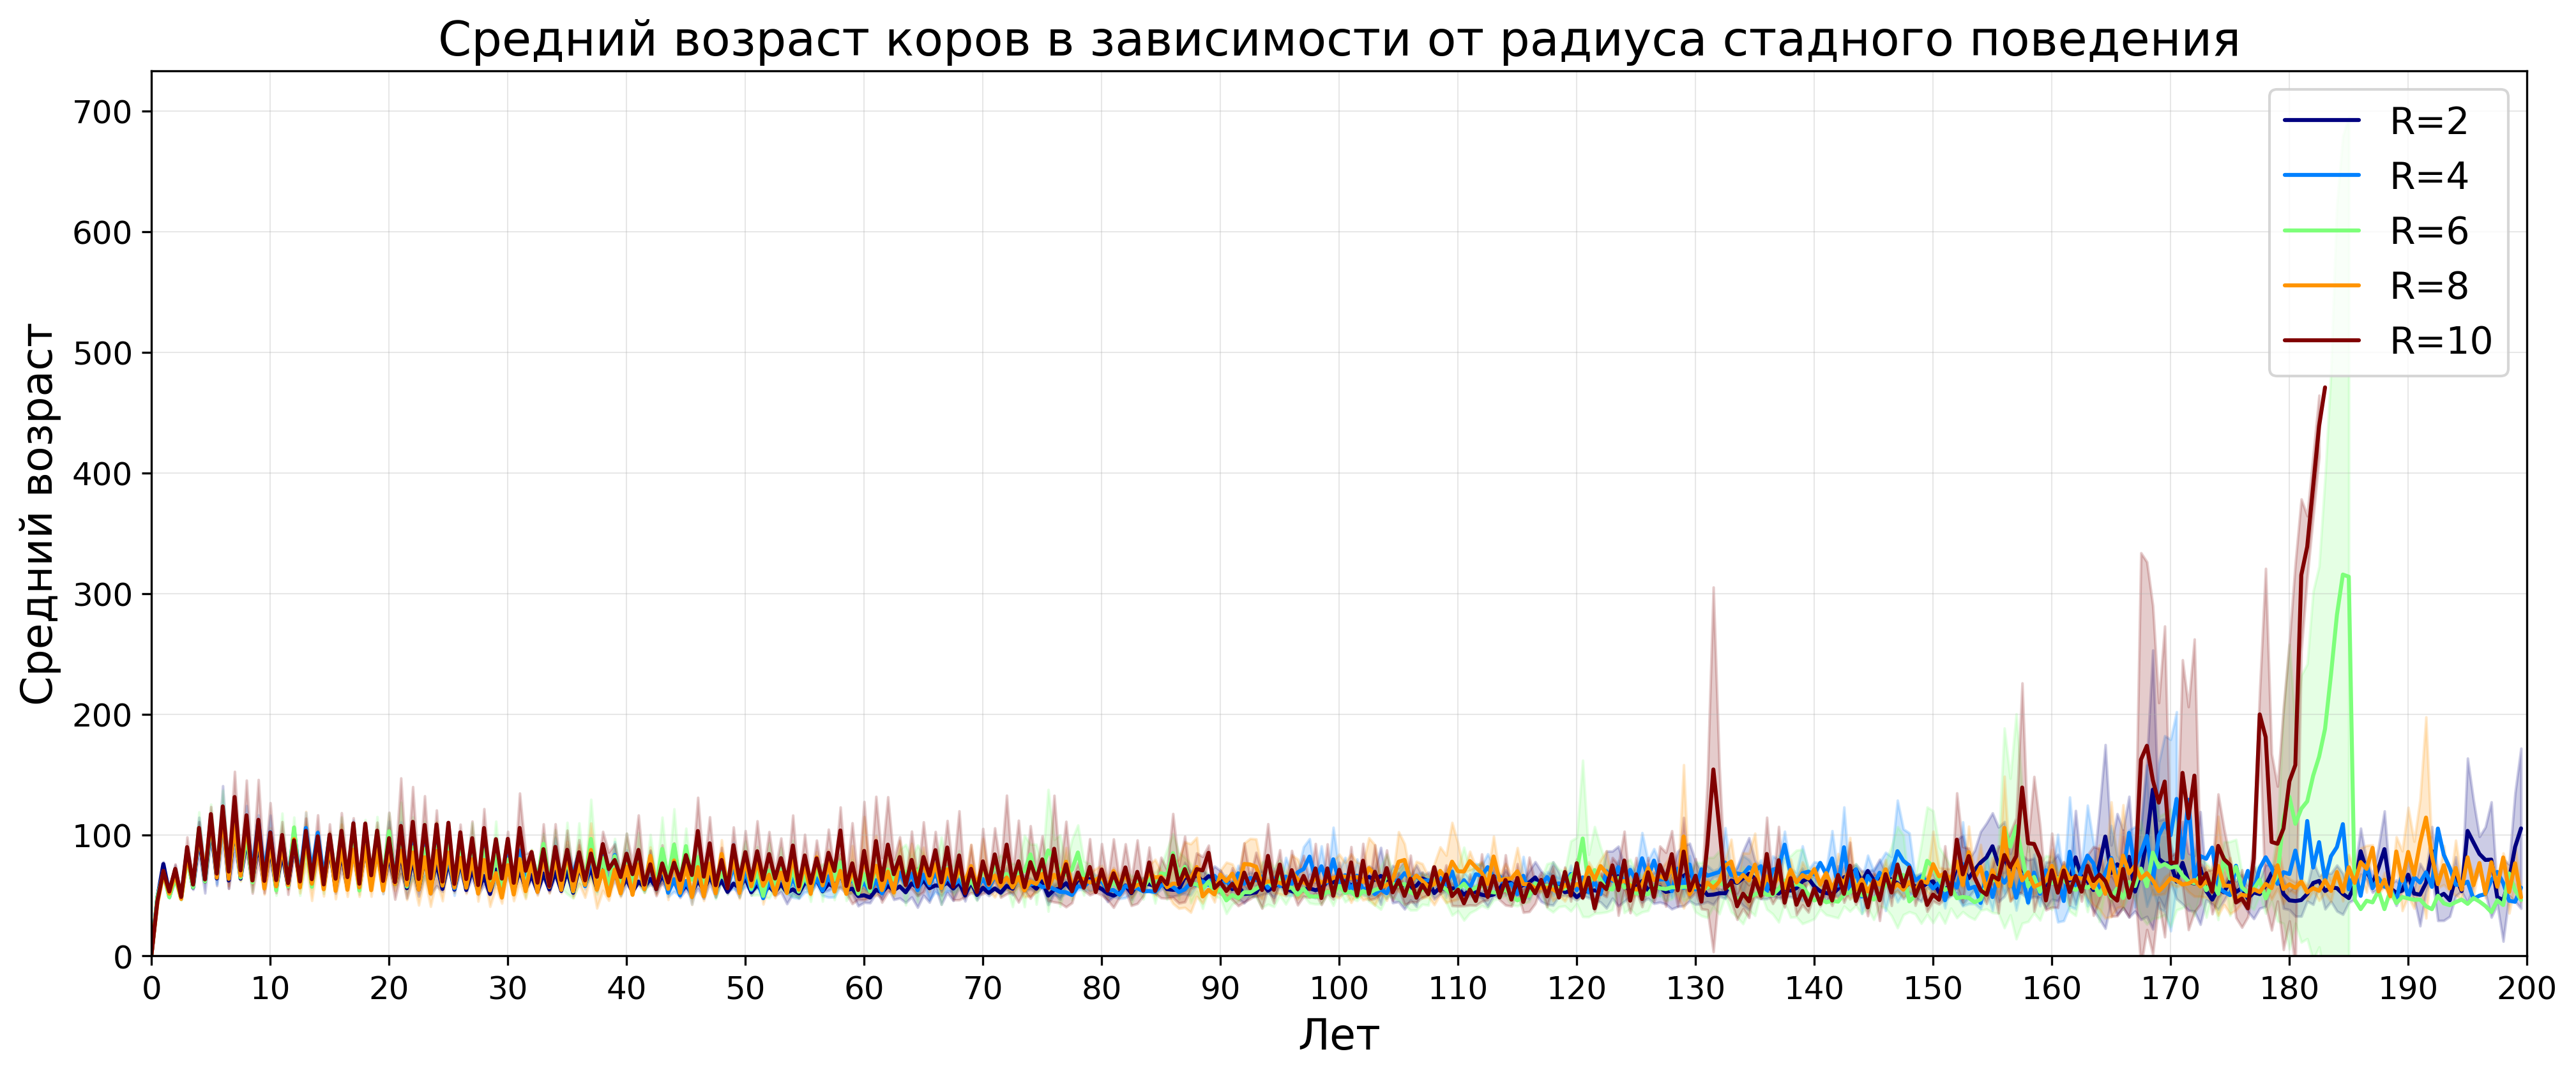 Средний возраст коров в зависимости от радиуса стадного поведения
Средний возраст
700
600
500
400
300
200
100
0
0 10 20 30 40 50 60 70 80 90 100 110 120 130 140 150 160 170 180 190 200
Лет
R=2
R=4
R=6
R=8
R=10